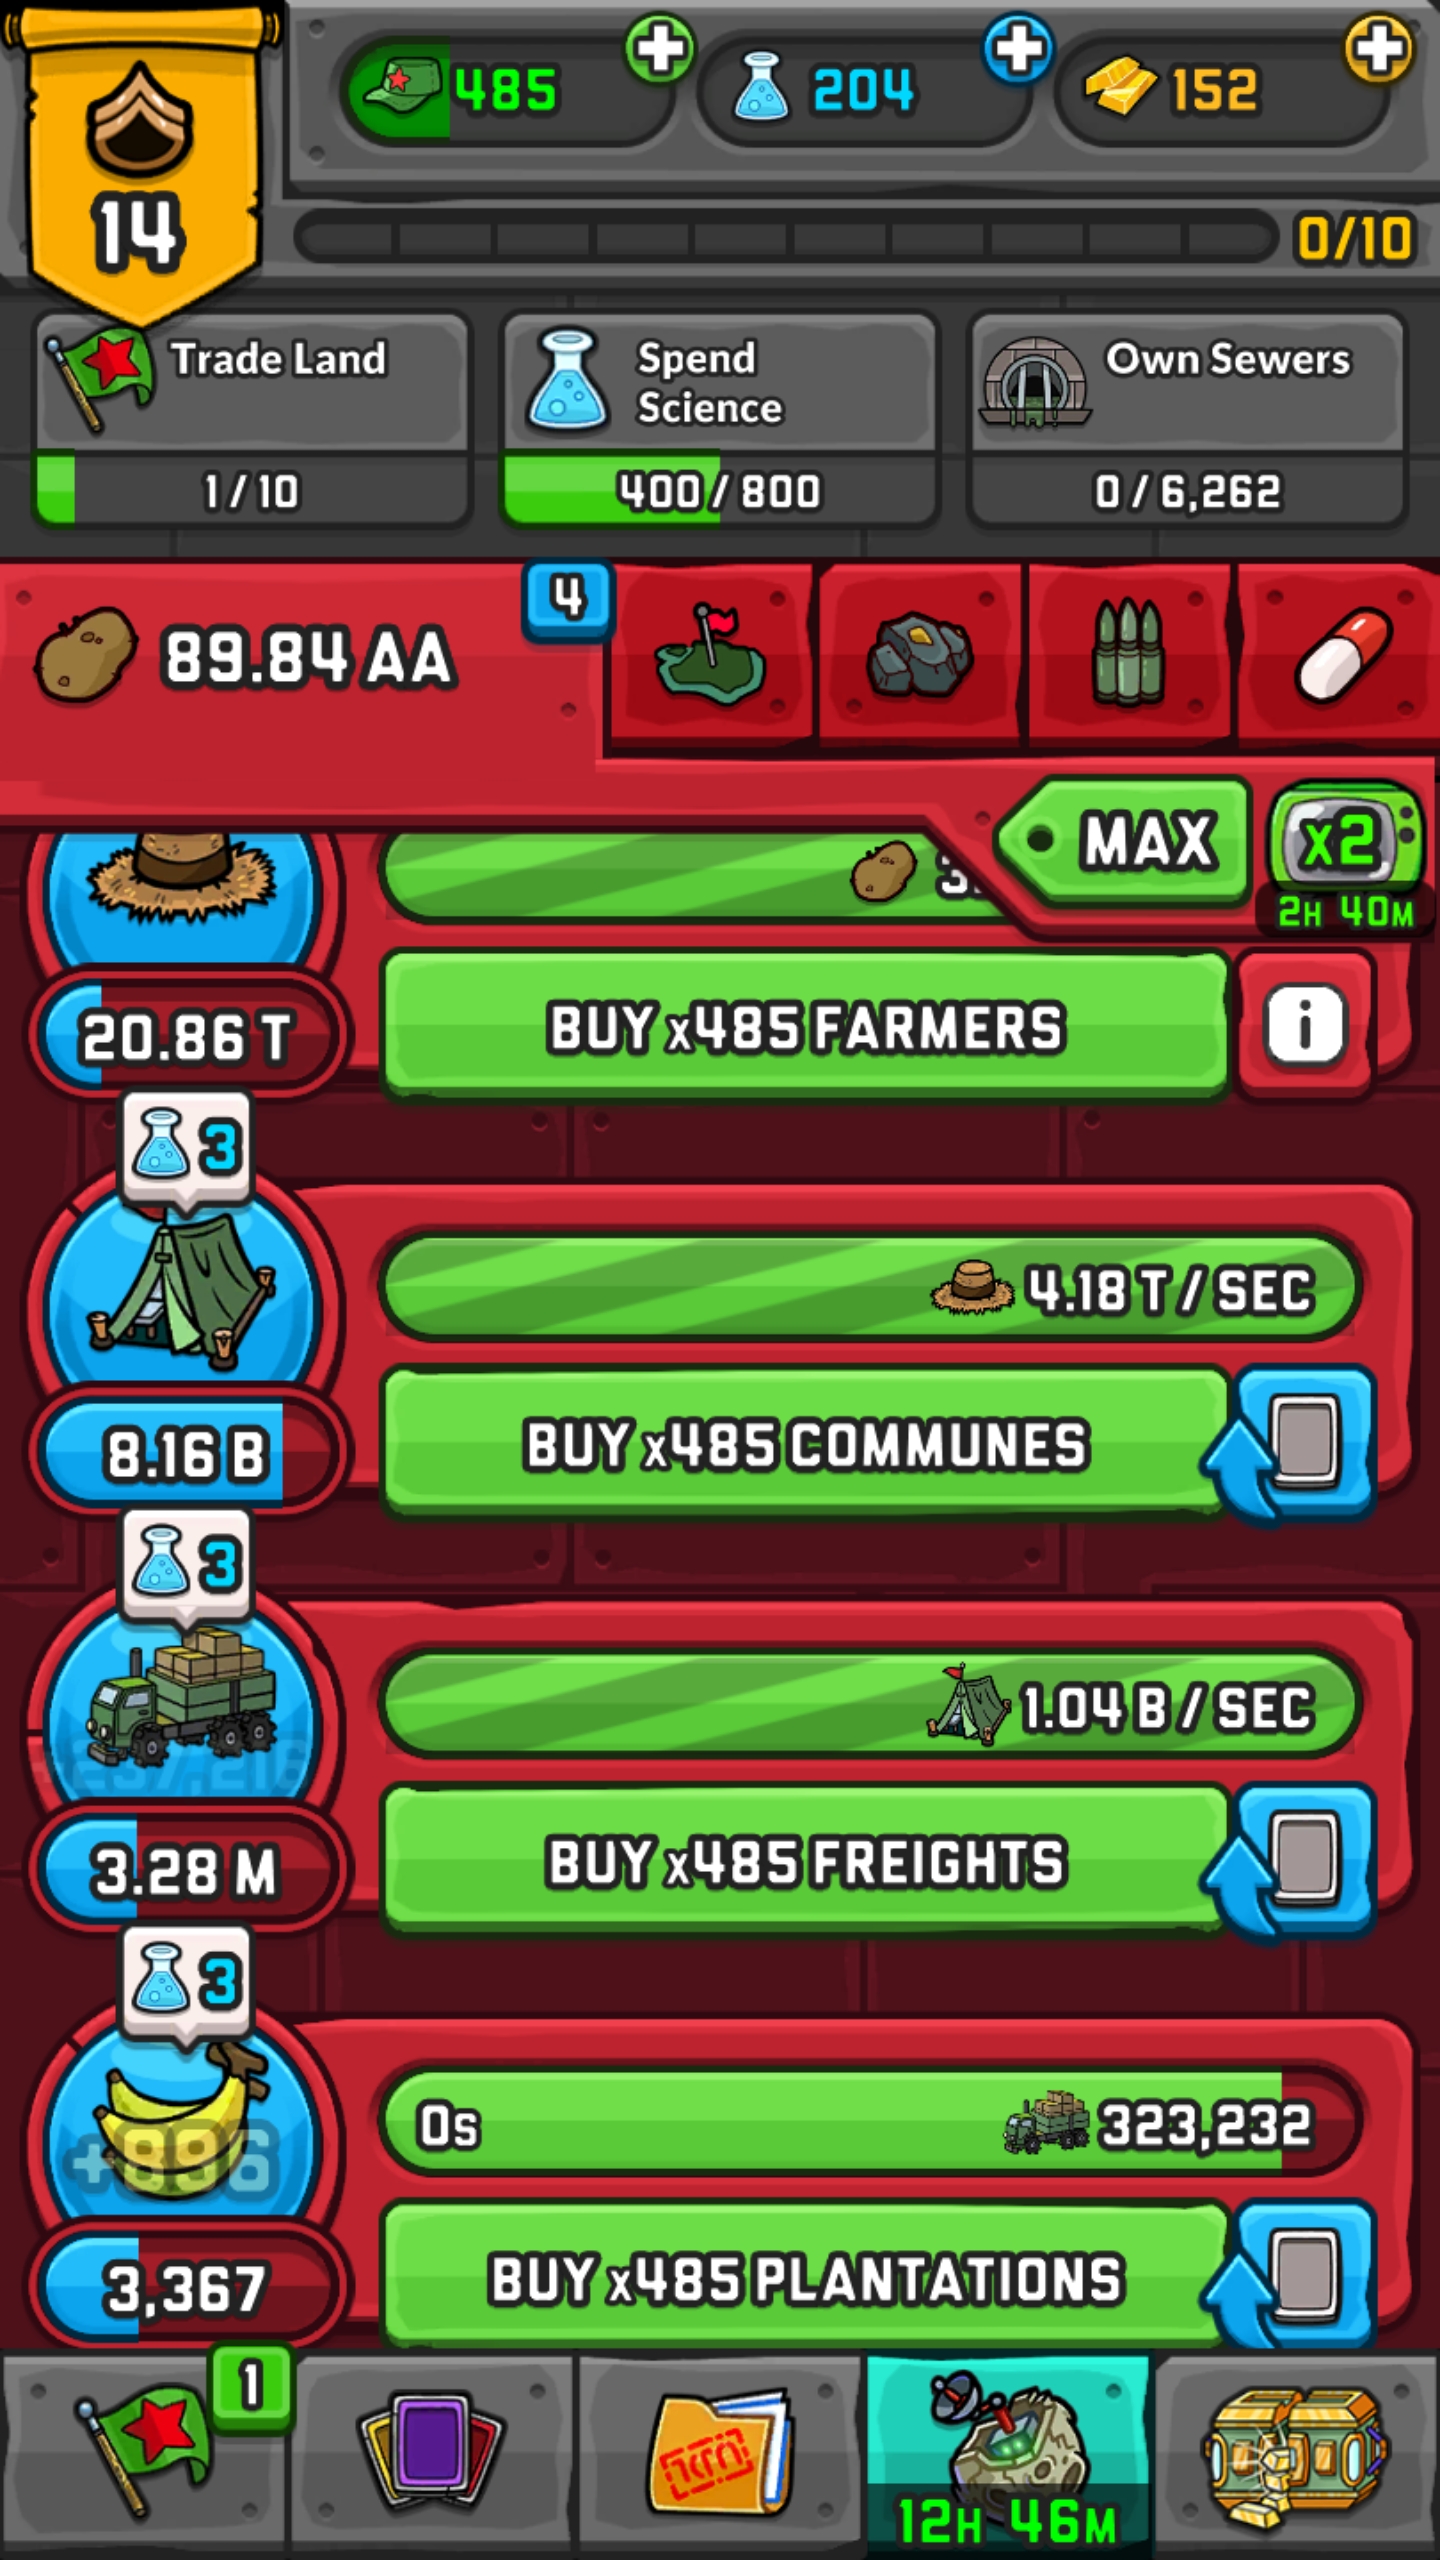 14
485
204
152
0/10
Trade Land
1 / 10
Spend
Science
400 / 800
Own Sewers
0 / 6,262
89.84 AA
4
MAX
x2
2H 40M
20.86 T
BUY x485 FARMERS
i
3
4.18 T / SEC
8.16 B
BUY x485 COMMUNES
3
1.04 B / SEC
+237,216
3.28 M
BUY x485 FREIGHTS
3
0s
323,232
+886
3,367
BUY x485 PLANTATIONS
1
12H 46M